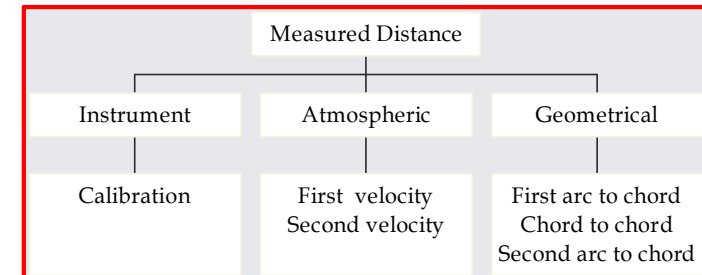 Measured Distance
Instrument
Atmospheric
Geometrical
Calibration
First velocity
Second velocity
First arc to chord
Chord to chord
Second arc to chord